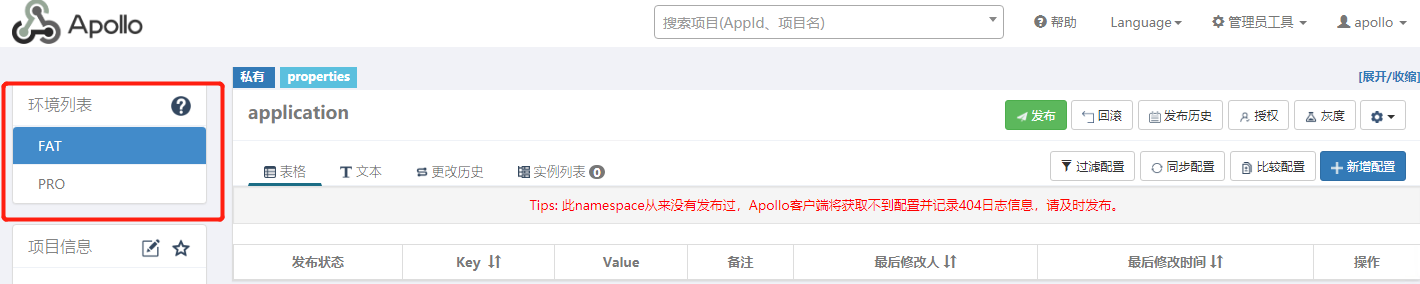 Apollo
搜索项目(AppId、项目名)
帮助
Language
管理员工具
apollo
环境列表
FAT
PRO
项目信息
私有
properties
[展开/收缩]
application
发布
回滚
发布历史
授权
灰度
表格
文本
更改历史
实例列表 0
过滤配置
同步配置
比较配置
新增配置
Tips: 此namespace从来没有发布过，Apollo客户端将获取不到配置并记录404日志信息，请及时发布。
发布状态
Key
Value
备注
最后修改人
最后修改时间
操作